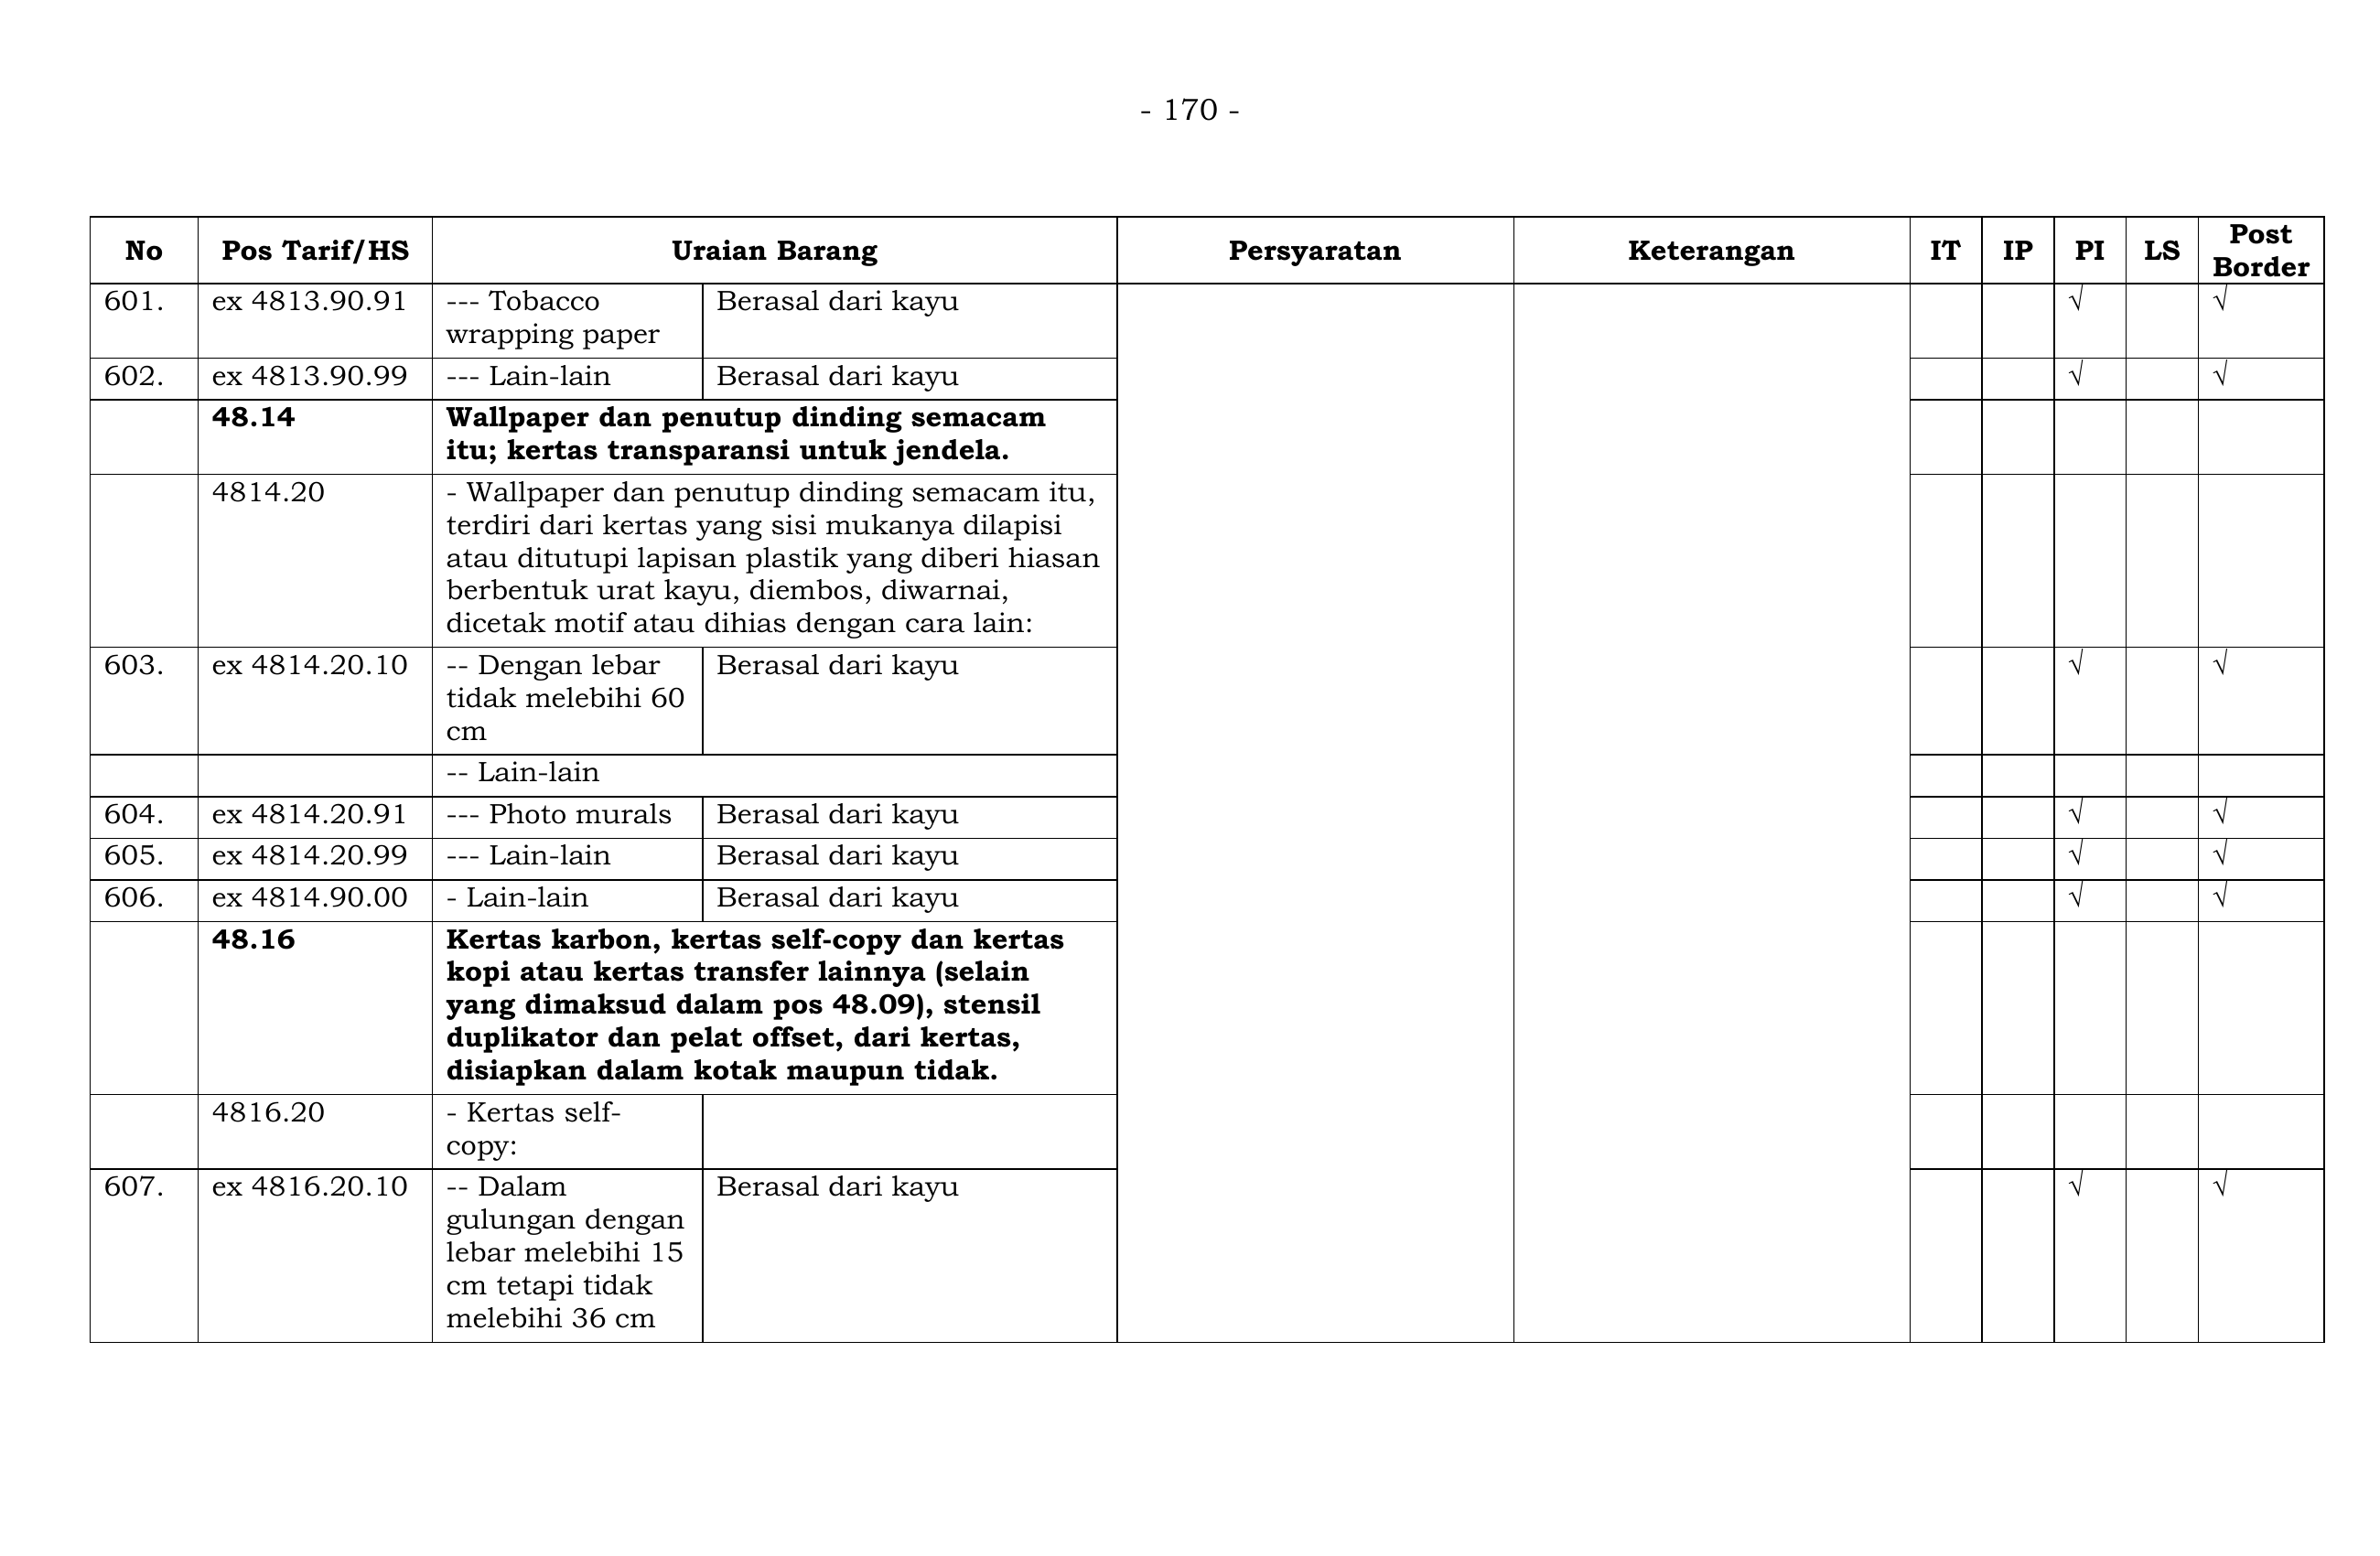 - 170 -
No Pos Tarif/HS Uraian Barang Persyaratan Keterangan IT IP PI LS Post Border
601. ex 4813.90.91 --- Tobacco Berasal dari kayu √ √
wrapping paper
602. ex 4813.90.99 --- Lain-lain Berasal dari kayu √ √
48.14 Wallpaper dan penutup dinding semacam
itu; kertas transparansi untuk jendela.
4814.20 - Wallpaper dan penutup dinding semacam itu,
terdiri dari kertas yang sisi mukanya dilapisi
atau ditutupi lapisan plastik yang diberi hiasan
berbentuk urat kayu, diembos, diwarnai,
dicetak motif atau dihias dengan cara lain:
603. ex 4814.20.10 -- Dengan lebar Berasal dari kayu √ √
tidak melebihi 60
cm
-- Lain-lain
604. ex 4814.20.91 --- Photo murals Berasal dari kayu √ √
605. ex 4814.20.99 --- Lain-lain Berasal dari kayu √ √
606. ex 4814.90.00 - Lain-lain Berasal dari kayu √ √
48.16 Kertas karbon, kertas self-copy dan kertas
kopi atau kertas transfer lainnya (selain
yang dimaksud dalam pos 48.09), stensil
duplikator dan pelat offset, dari kertas,
disiapkan dalam kotak maupun tidak.
4816.20 - Kertas self-
copy:
607. ex 4816.20.10 -- Dalam Berasal dari kayu √ √
gulungan dengan
lebar melebihi 15
cm tetapi tidak
melebihi 36 cm